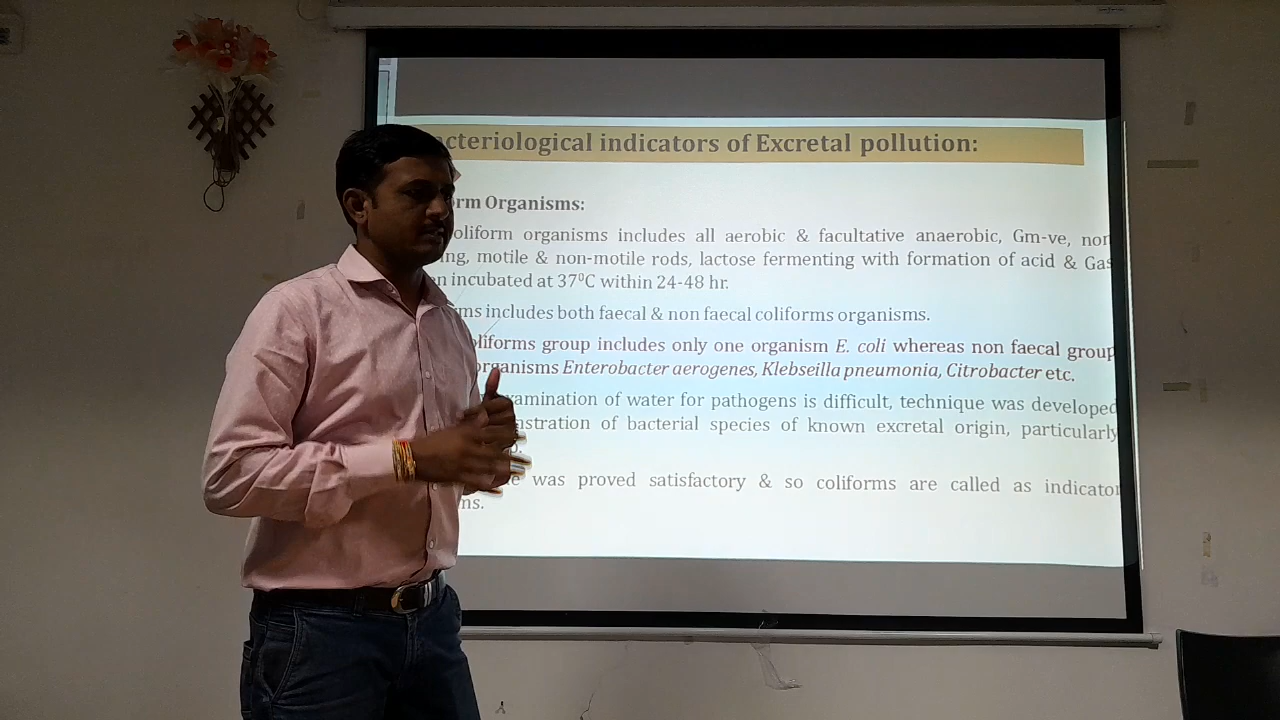 cteriological indicators of Excretal pollution:
rm Organisms:
oliform organisms includes all aerobic & facultative anaerobic, Gm-ve, non
ing, motile & non-motile rods, lactose fermenting with formation of acid & Gas
n incubated at 37⁰C within 24-48 hr.
ms includes both faecal & non faecal coliforms organisms.
liforms group includes only one organism E. coli whereas non faecal group
organisms Enterobacter aerogenes, Klebseilla pneumonia, Citrobacter etc.
xamination of water for pathogens is difficult, technique was developed
nstration of bacterial species of known excretal origin, particularly
was proved satisfactory & so coliforms are called as indicator
ns.